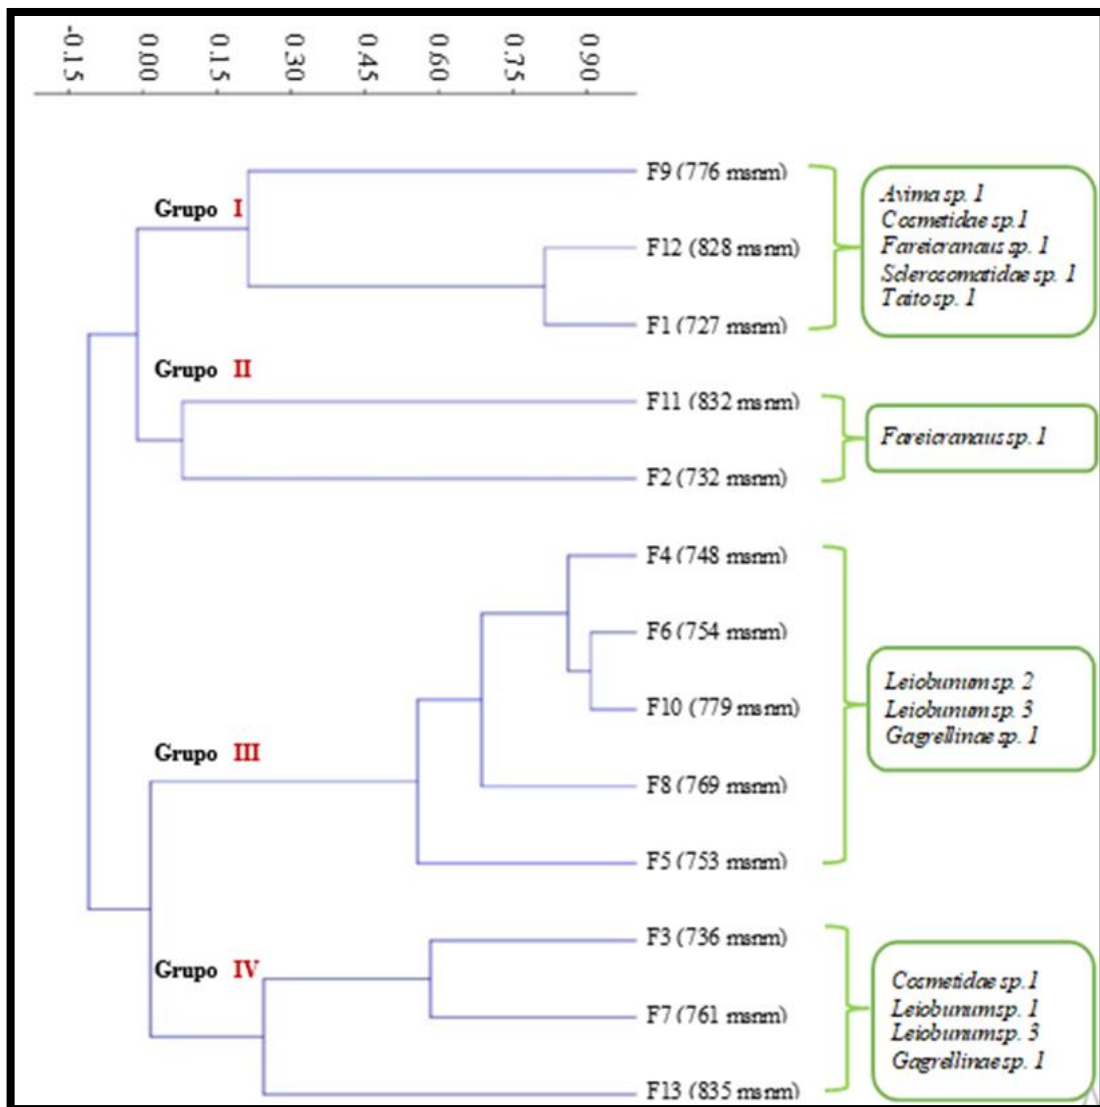 -0.15 0.00 0.15 0.30 0.45 0.60 0.75 0.90
Grupo I
F9 (776 msnm)
F12 (828 msnm)
F1 (727 msnm)
Avima sp. 1
Cosmetidae sp.1
Fareicranaus sp. 1
Sclerosomatidae sp. 1
Taito sp. 1
Grupo II
F11 (832 msnm)
F2 (732 msnm)
Fareicranaus sp. 1
Grupo III
F4 (748 msnm)
F6 (754 msnm)
F10 (779 msnm)
F8 (769 msnm)
F5 (753 msnm)
Leiobunum sp. 2
Leiobunum sp. 3
Gagrellinae sp. 1
Grupo IV
F3 (736 msnm)
F7 (761 msnm)
F13 (835 msnm)
Cosmetidae sp.1
Leiobunum sp. 1
Leiobunum sp. 3
Gagrellinae sp. 1